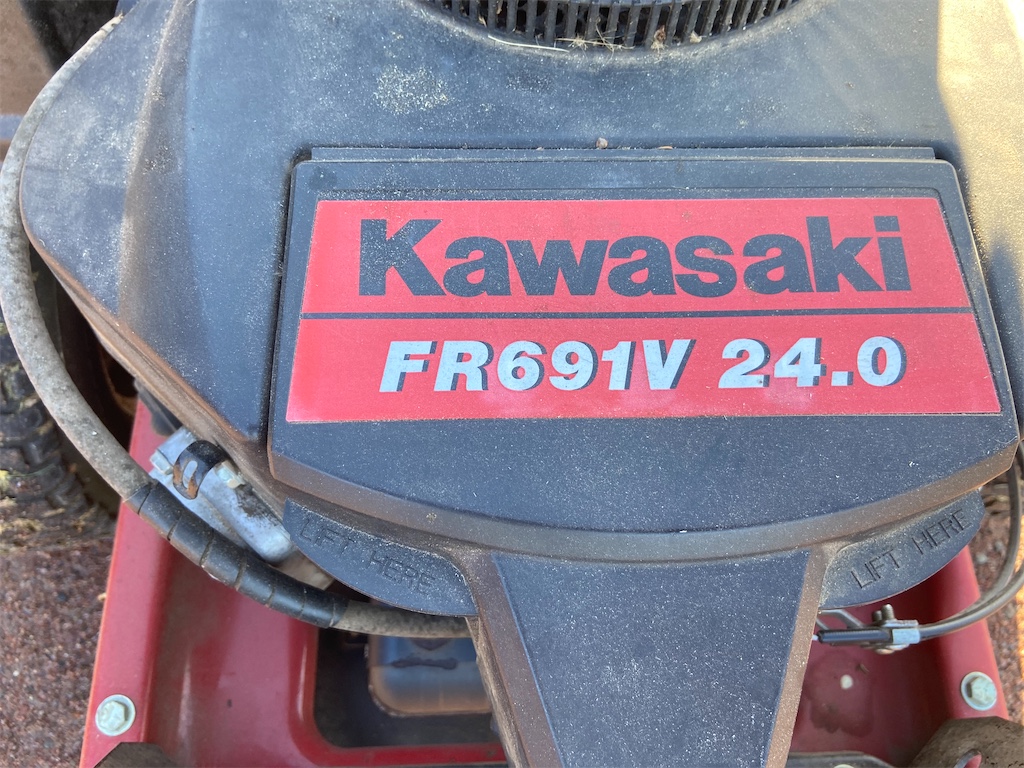 Kawasaki
FR691V 24.0
LIFT HERE
LIFT HERE